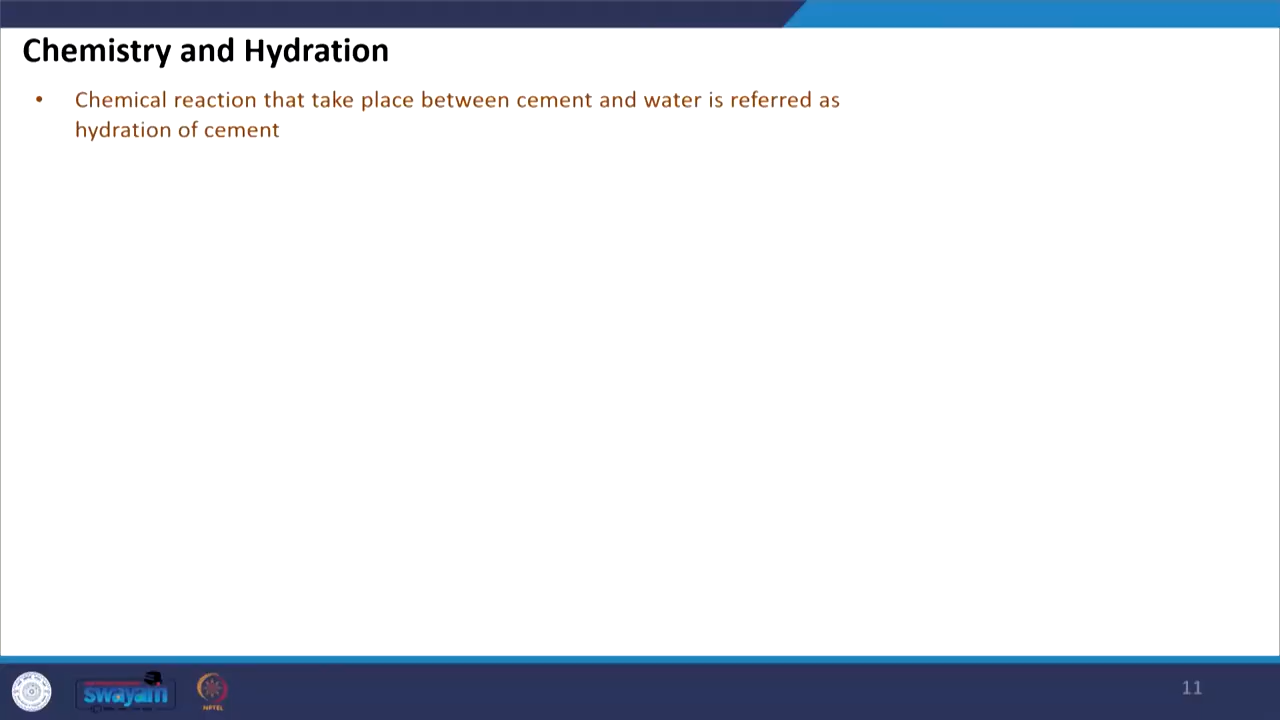 Chemistry and Hydration
• Chemical reaction that take place between cement and water is referred as
hydration of cement
swayam
NPTEL
11